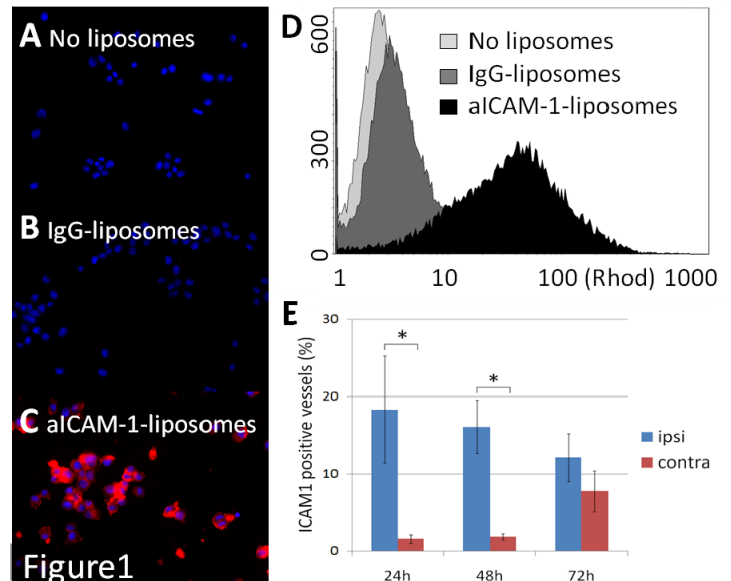 A No liposomes
B IgG-liposomes
C aICAM-1-liposomes
Figure1
D
600
300
0
No liposomes
IgG-liposomes
aICAM-1-liposomes
1 10 100 (Rhod) 1000
E
ICAM1 positive vessels (%)
30
20
10
0
*
*
ipsi
contra
24h 48h 72h